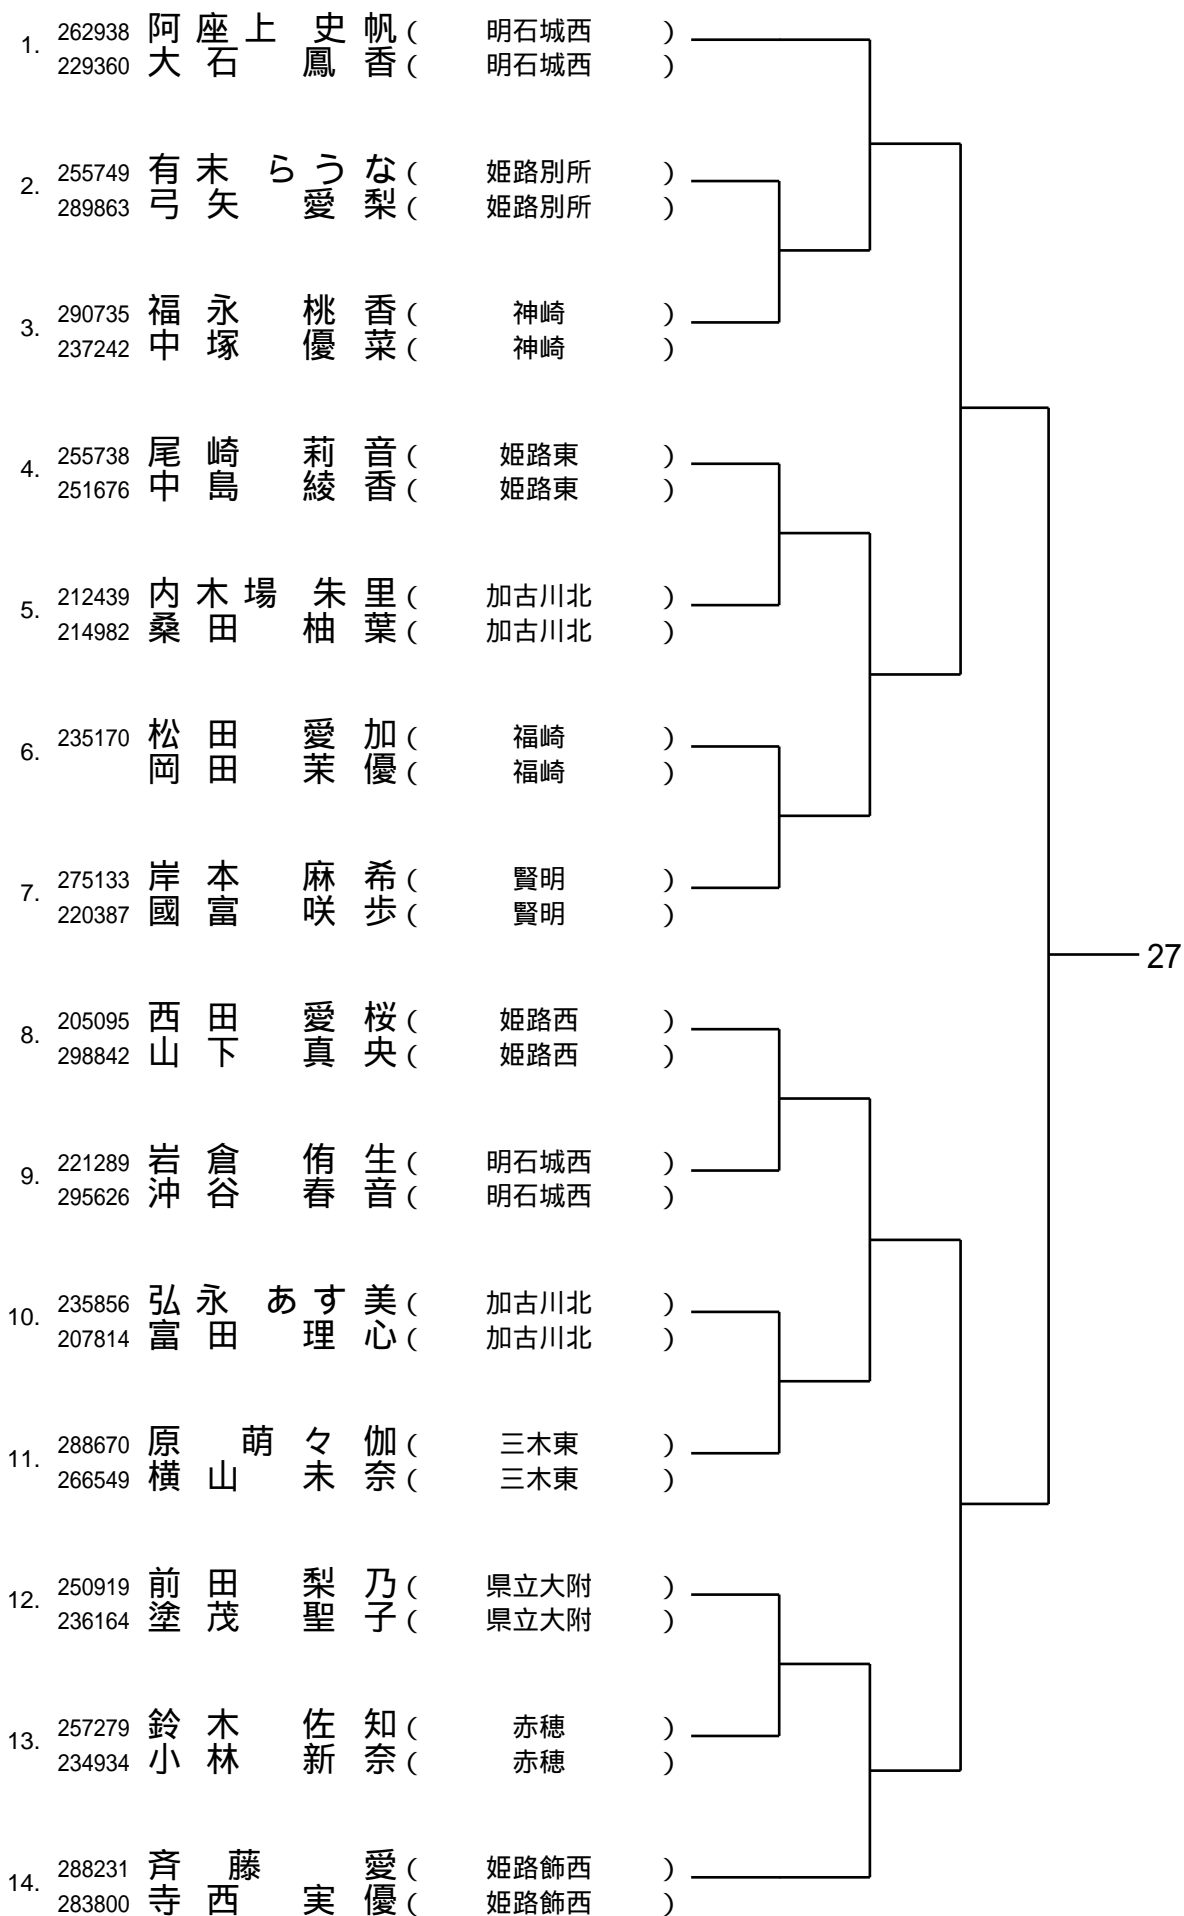 1. 262938 阿座上 史帆 ( 明石城西 )
229360 大石 鳳香 ( 明石城西 )
2. 255749 有末 らうな ( 姫路別所 )
289863 弓矢 愛梨 ( 姫路別所 )
3. 290735 福永 桃香 ( 神崎 )
237242 中塚 優菜 ( 神崎 )
4. 255738 尾崎 莉音 ( 姫路東 )
251676 中島 綾香 ( 姫路東 )
5. 212439 内木場 朱里 ( 加古川北 )
214982 桑田 柚葉 ( 加古川北 )
6. 235170 松田 愛加 ( 福崎 )
岡田 茉優 ( 福崎 )
7. 275133 岸本 麻希 ( 賢明 )
220387 國富 咲歩 ( 賢明 )
27
8. 205095 西田 愛桜 ( 姫路西 )
298842 山下 真央 ( 姫路西 )
9. 221289 岩倉 侑生 ( 明石城西 )
295626 沖谷 春音 ( 明石城西 )
10. 235856 弘永 あす美 ( 加古川北 )
207814 富田 理心 ( 加古川北 )
11. 288670 原 萌々伽 ( 三木東 )
266549 横山 未奈 ( 三木東 )
12. 250919 前田 梨乃 ( 県立大附 )
236164 塗茂 聖子 ( 県立大附 )
13. 257279 鈴木 佐知 ( 赤穂 )
234934 小林 新奈 ( 赤穂 )
14. 288231 斉藤 愛 ( 姫路飾西 )
283800 寺西 実優 ( 姫路飾西 )